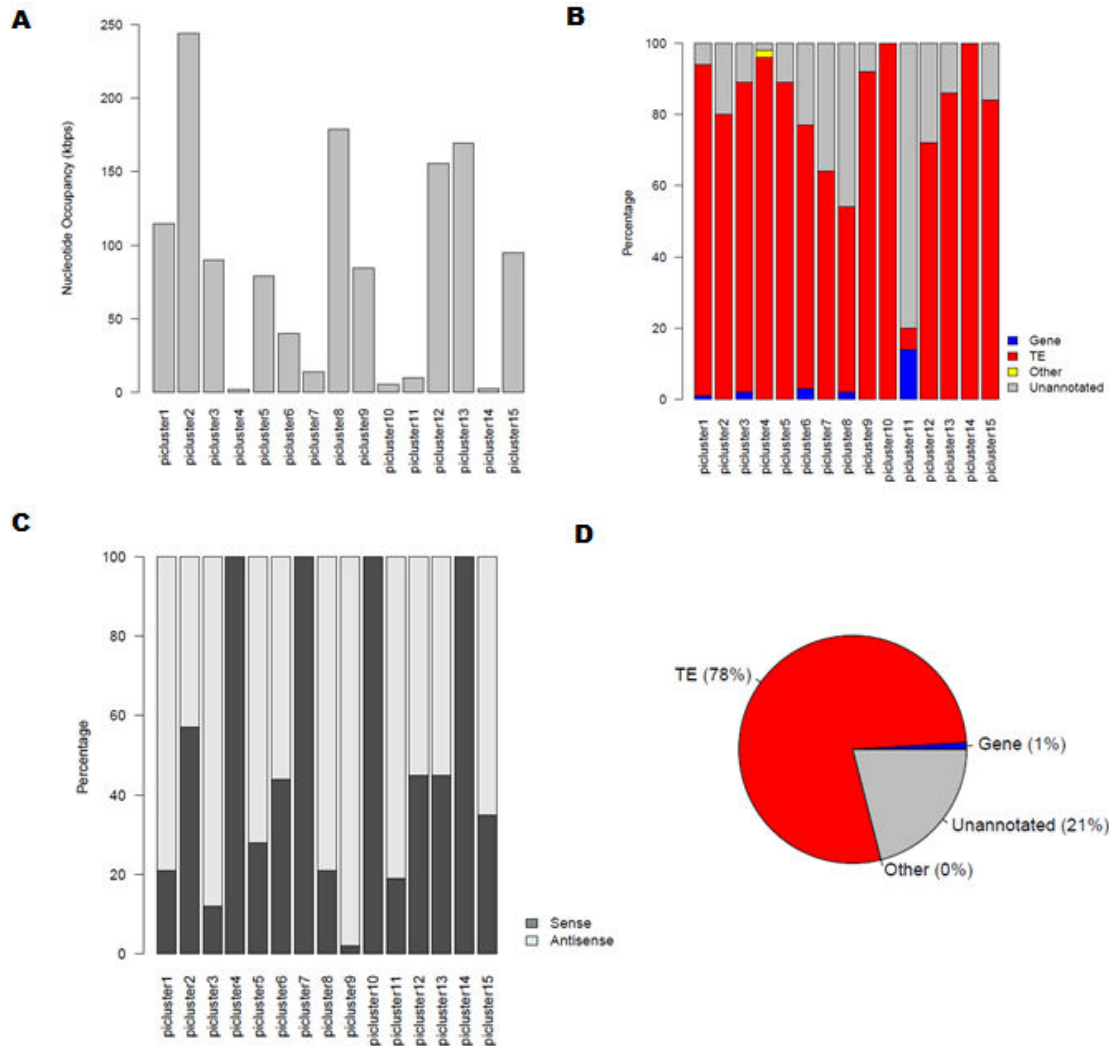 A
250
200
150
100
50
0
Nucleotide Occupancy (kbps)
picluster1
picluster2
picluster3
picluster4
picluster5
picluster6
picluster7
picluster8
picluster9
picluster10
picluster11
picluster12
picluster13
picluster14
picluster15
B
100
80
60
40
20
0
Percentage
picluster1
picluster2
picluster3
picluster4
picluster5
picluster6
picluster7
picluster8
picluster9
picluster10
picluster11
picluster12
picluster13
picluster14
picluster15
Gene
TE
Other
Unannotated
C
100
80
60
40
20
0
Percentage
picluster1
picluster2
picluster3
picluster4
picluster5
picluster6
picluster7
picluster8
picluster9
picluster10
picluster11
picluster12
picluster13
picluster14
picluster15
Sense
Antisense
D
TE (78%)
Gene (1%)
Unannotated (21%)
Other (0%)